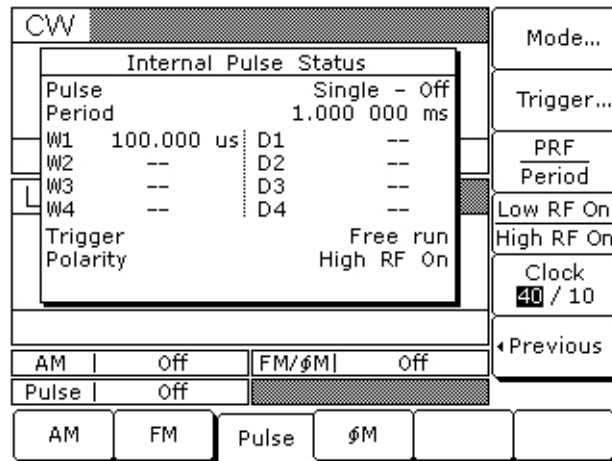 CW
Internal Pulse Status
Pulse Single - Off
Period 1.000 000 ms
W1 100.000 us D1 --
W2 -- D2 --
W3 -- D3 --
L
W4 -- D4 --
Trigger Free run
Polarity High RF On
AM | Off FM/ϕM| Off
Pulse | Off
Mode...
Trigger...
PRF
Period
Low RF On
High RF On
Clock
40 / 10
◂Previous
AM FM Pulse ϕM